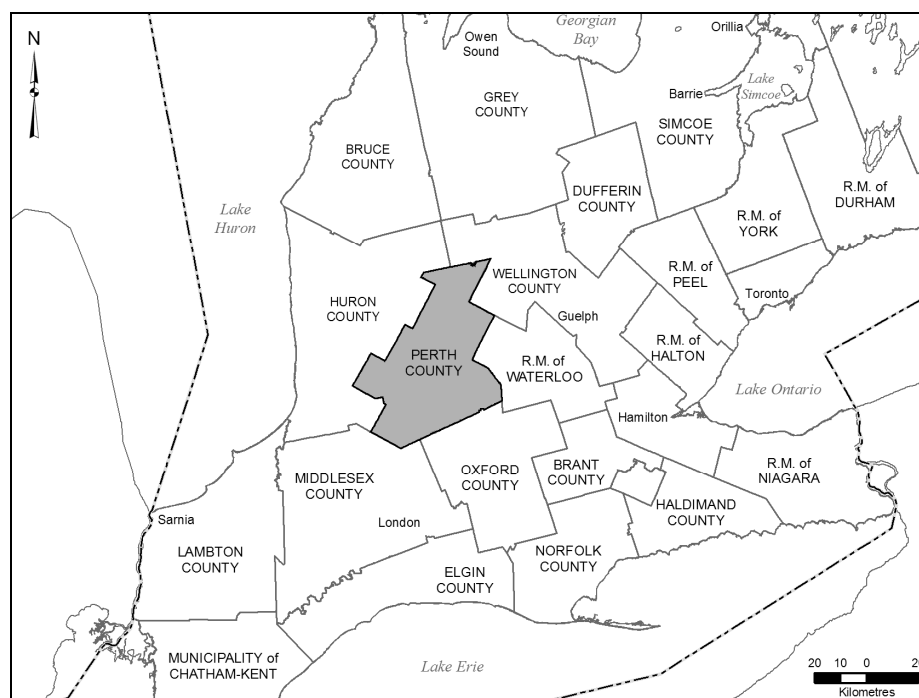 Georgian
Bay
Orillia
N
Owen
Sound
Lake
Simcoe
Barrie
GREY
COUNTY
SIMCOE
COUNTY
BRUCE
COUNTY
DUFFERIN
COUNTY
R.M. of
DURHAM
Lake
Huron
R.M. of
YORK
R.M. of
PEEL
WELLINGTON
COUNTY
Toronto
HURON
COUNTY
Guelph
R.M. of
HALTON
PERTH
COUNTY
R.M. of
WATERLOO
Lake Ontario
Hamilton
MIDDLESEX
COUNTY
OXFORD
COUNTY
BRANT
COUNTY
R.M. of
NIAGARA
Sarnia
London
HALDIMAND
COUNTY
LAMBTON
COUNTY
NORFOLK
COUNTY
ELGIN
COUNTY
MUNICIPALITY of
CHATHAM-KENT
Lake Erie
20 10 0 20
Kilometres